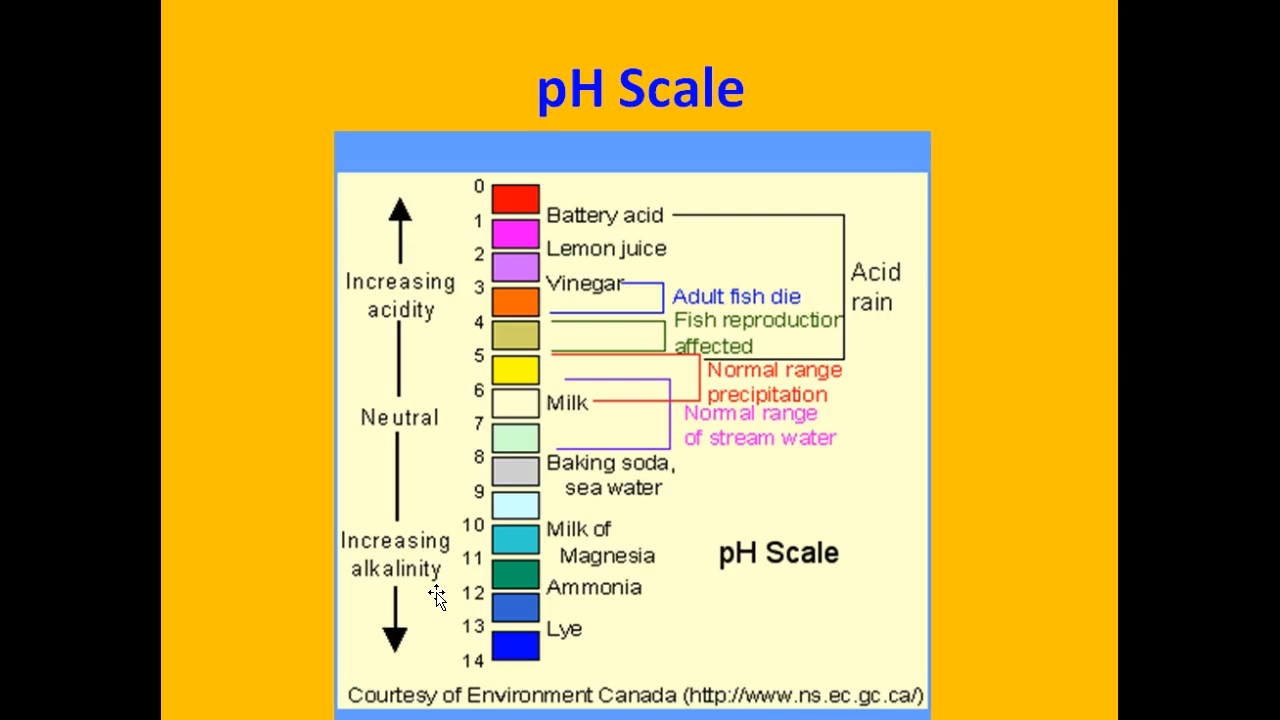 pH Scale
0
1
2
3
4
5
6
7
8
9
10
11
12
13
14
Increasing
acidity
Neutral
Increasing
alkalinity
Battery acid
Lemon juice
Vinegar
Milk
Baking soda,
sea water
Milk of
Magnesia
Ammonia
Lye
Adult fish die
Fish reproduction
affected
Normal range
precipitation
Normal range
of stream water
Acid
rain
pH Scale
Courtesy of Environment Canada (http://www.ns.ec.gc.ca/)